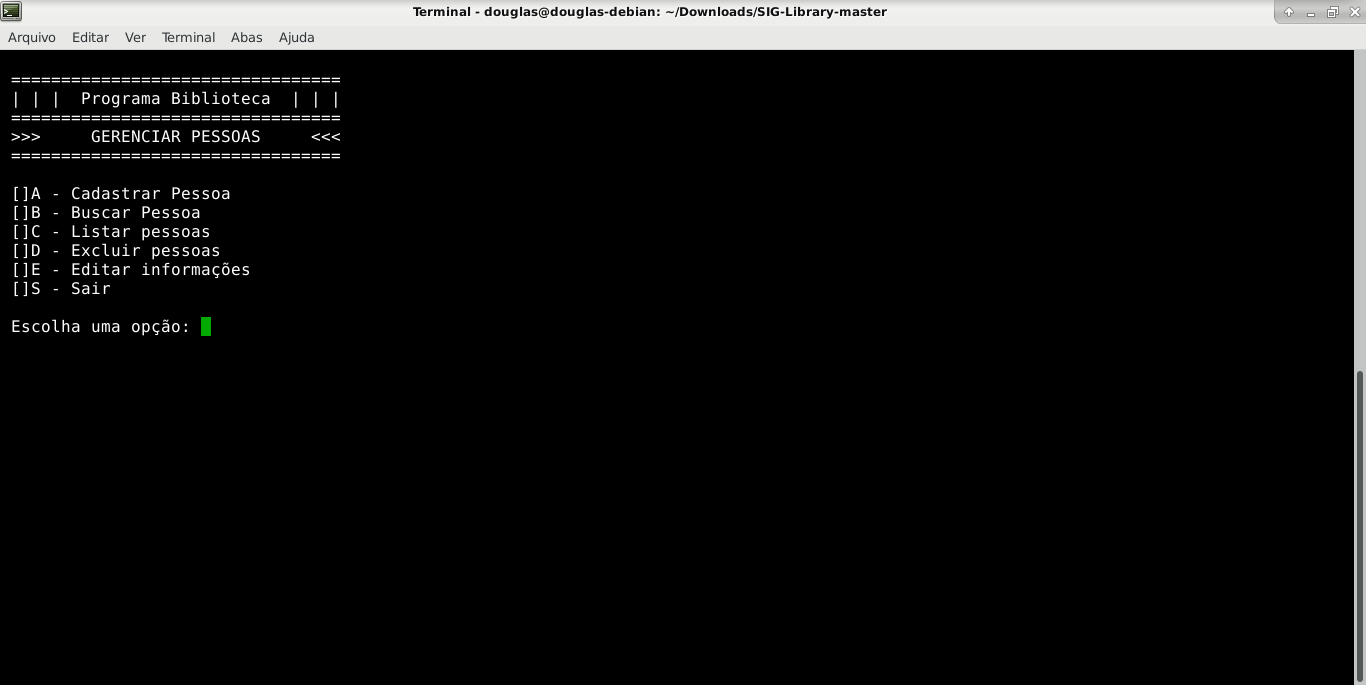 Terminal - douglas@douglas-debian: ~/Downloads/SIG-Library-master
Arquivo Editar Ver Terminal Abas Ajuda
=================================
| | |  Programa Biblioteca  | | |
=================================
>>>     GERENCIAR PESSOAS     <<<
=================================
[]A - Cadastrar Pessoa
[]B - Buscar Pessoa
[]C - Listar pessoas
[]D - Excluir pessoas
[]E - Editar informações
[]S - Sair
Escolha uma opção: